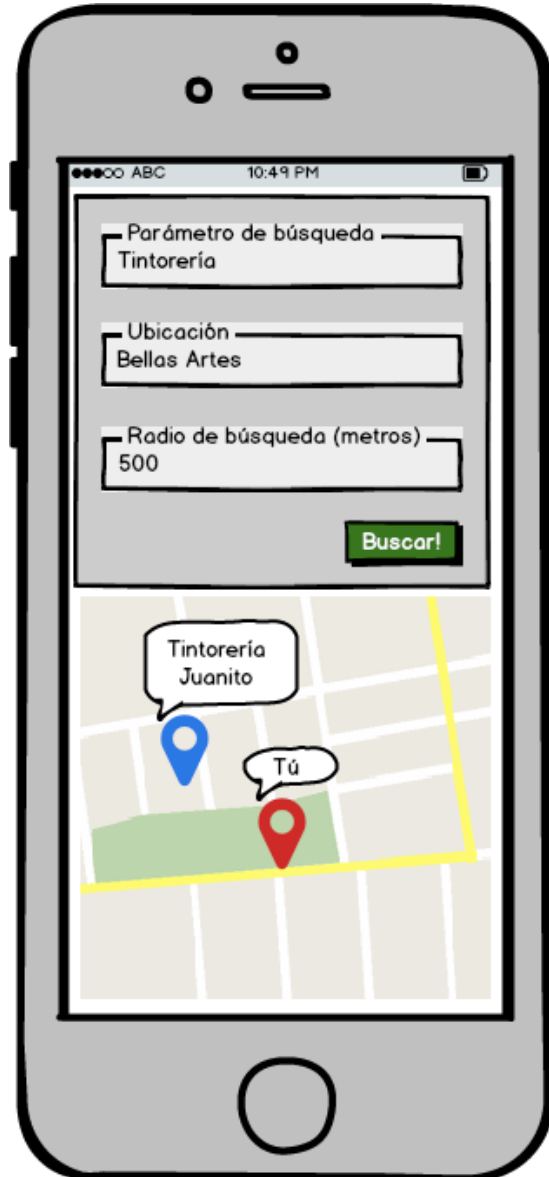 ABC 10:49 PM
Parámetro de búsqueda
Tintorería
Ubicación
Bellas Artes
Radio de búsqueda (metros)
500
Buscar!
Tintorería
Juanito
Tú